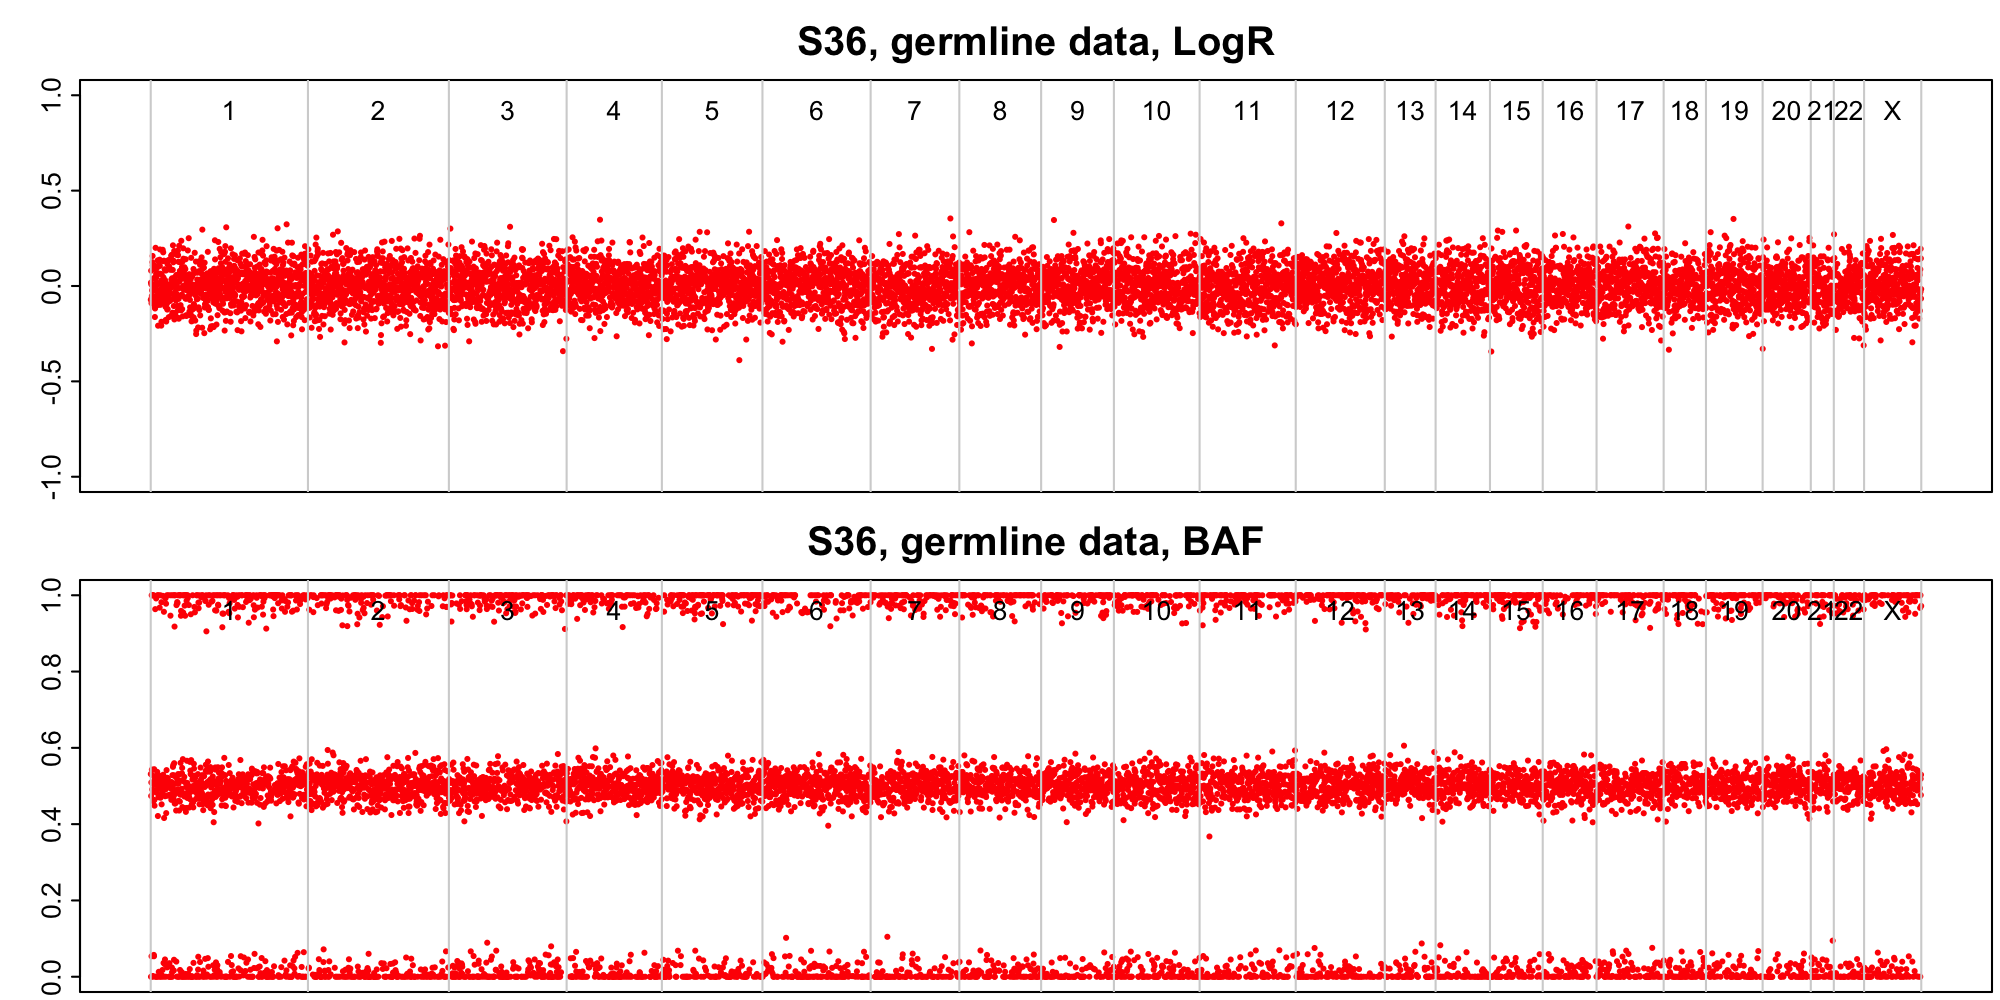 S36, germline data, LogR
1.0
0.5
0.0
-0.5
-1.0
1 2 3 4 5 6 7 8 9 10 11 12 13 14 15 16 17 18 19 20 21 22 X
S36, germline data, BAF
1.0
0.8
0.6
0.4
0.2
0.0
1 2 3 4 5 6 7 8 9 10 11 12 13 14 15 16 17 18 19 20 21 22 X